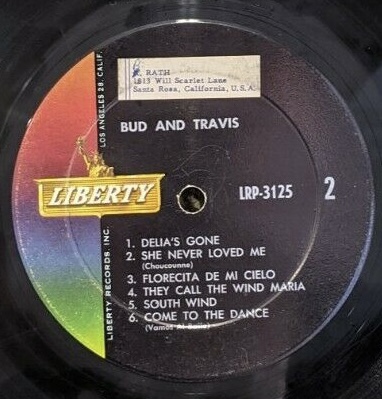 RATH
1813 Will Scarlet Lane
Santa Rosa, California, U.S.A.
BUD AND TRAVIS
LOS ANGELES 28, CALIF.
LIBERTY
LRP-3125
2
1. DELIA'S GONE
2. SHE NEVER LOVED ME
(Choucounne)
3. FLORECITA DE MI CIELO
4. THEY CALL THE WIND MARIA
5. SOUTH WIND
6. COME TO THE DANCE
(Vamos Al Baile)
LIBERTY RECORDS, INC.